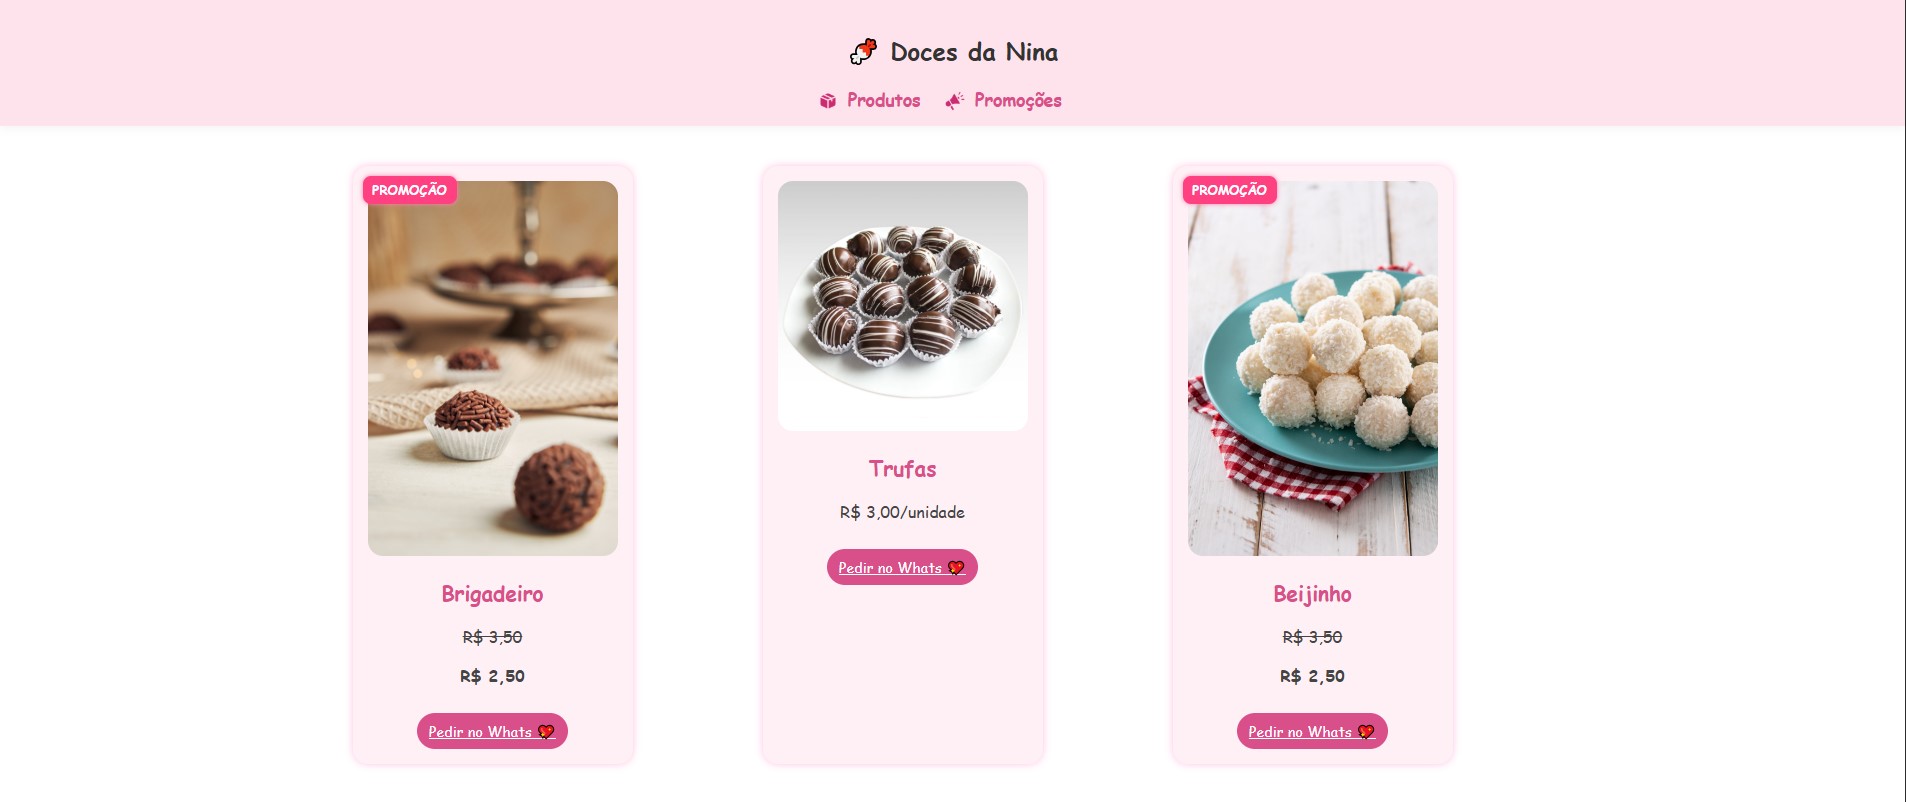 Doces da Nina
Produtos
Promoções
PROMOÇÃO
Brigadeiro
R$ 3,50
R$ 2,50
Pedir no Whats
Trufas
R$ 3,00/unidade
Pedir no Whats
PROMOÇÃO
Beijinho
R$ 3,50
R$ 2,50
Pedir no Whats